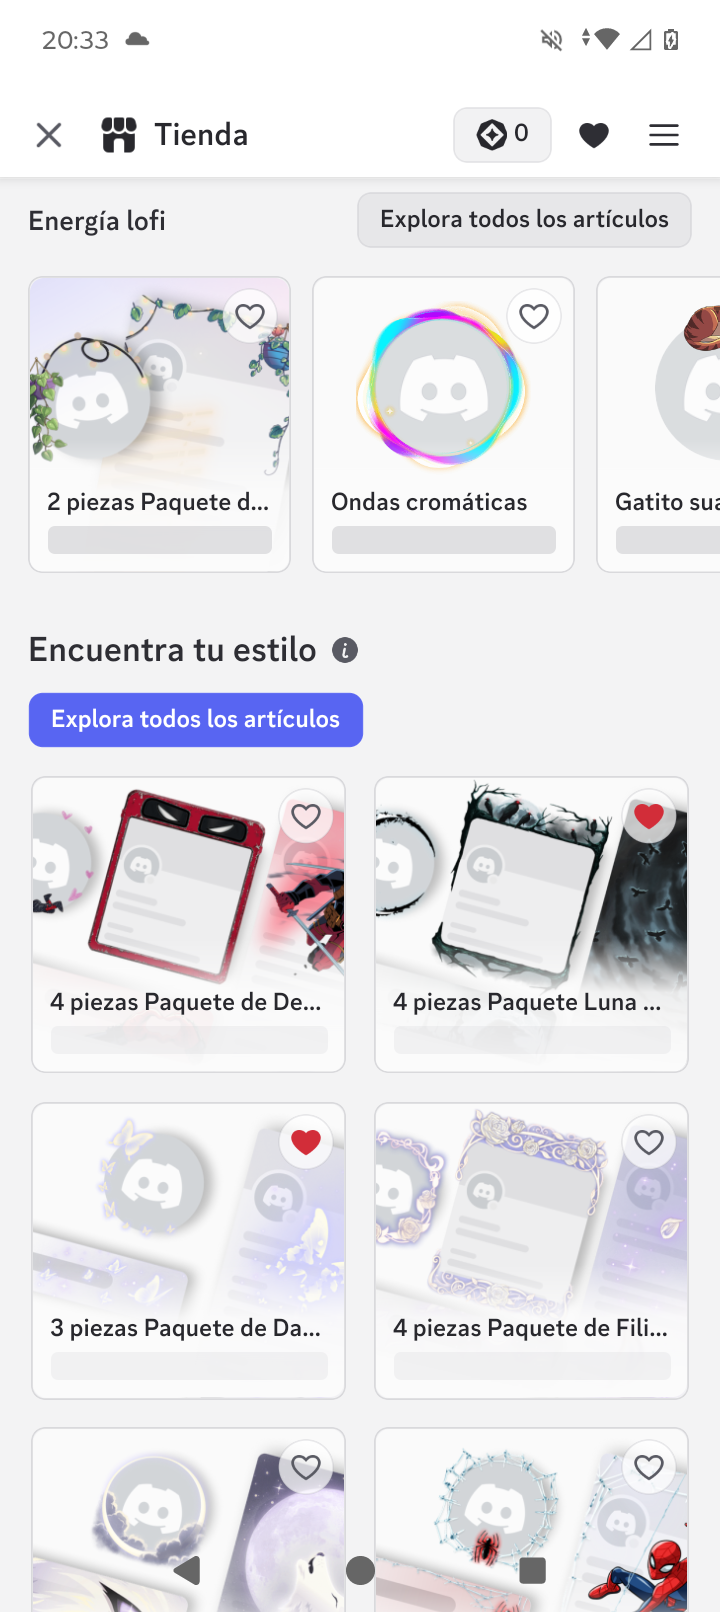 20:33
Tienda
0
Energía lofi
Explora todos los artículos
2 piezas Paquete d...
Ondas cromáticas
Gatito sua
Encuentra tu estilo
Explora todos los artículos
4 piezas Paquete de De...
4 piezas Paquete Luna ...
3 piezas Paquete de Da...
4 piezas Paquete de Fili...